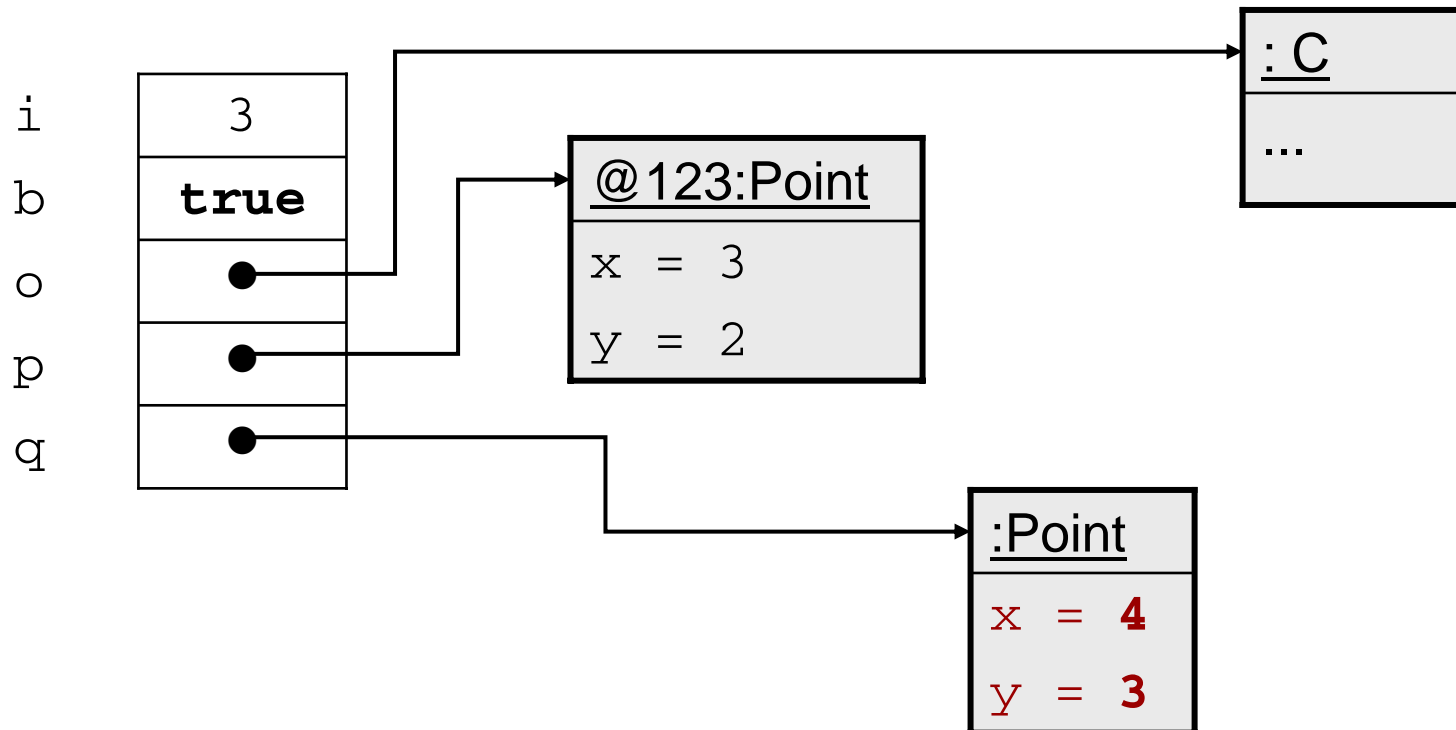 i 3
b true
o
p
q
: C
...
@123:Point
x = 3
y = 2
:Point
x = 4
y = 3